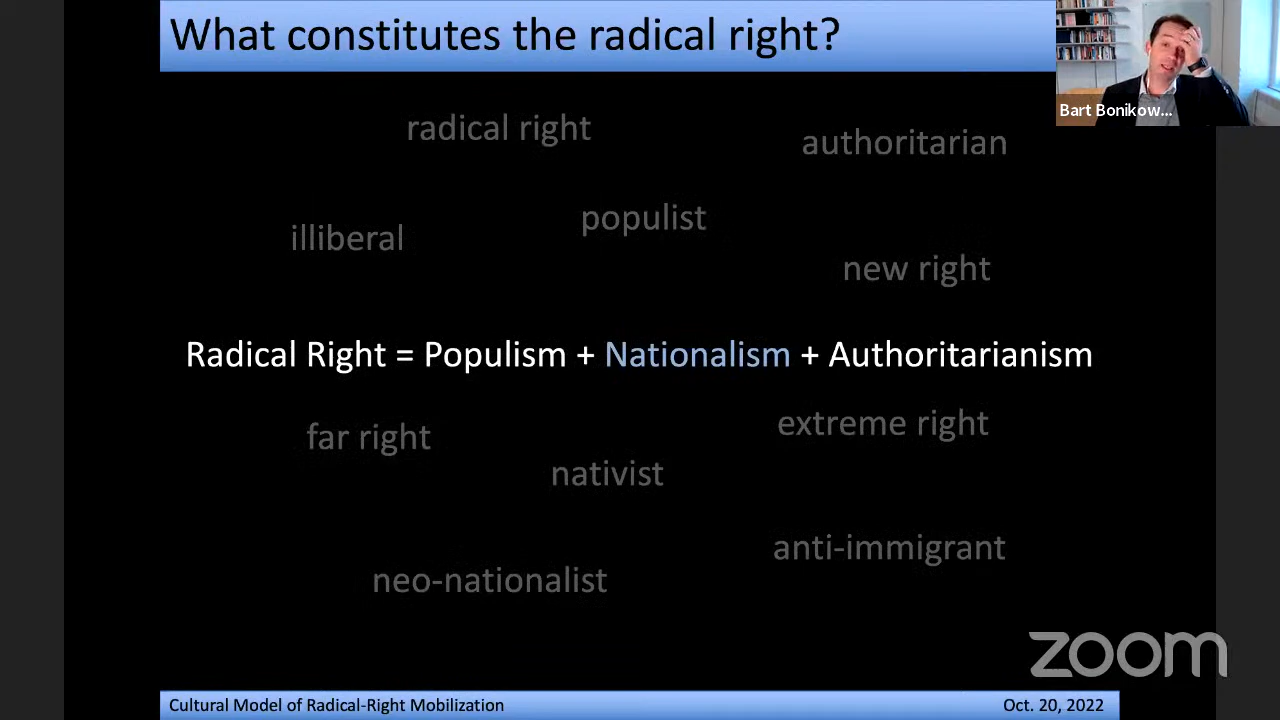 What constitutes the radical right?
Bart Bonikow...
radical right
authoritarian
populist
illiberal
new right
Radical Right = Populism + Nationalism + Authoritarianism
far right
extreme right
nativist
anti-immigrant
neo-nationalist
zoom
Cultural Model of Radical-Right Mobilization
Oct. 20, 2022